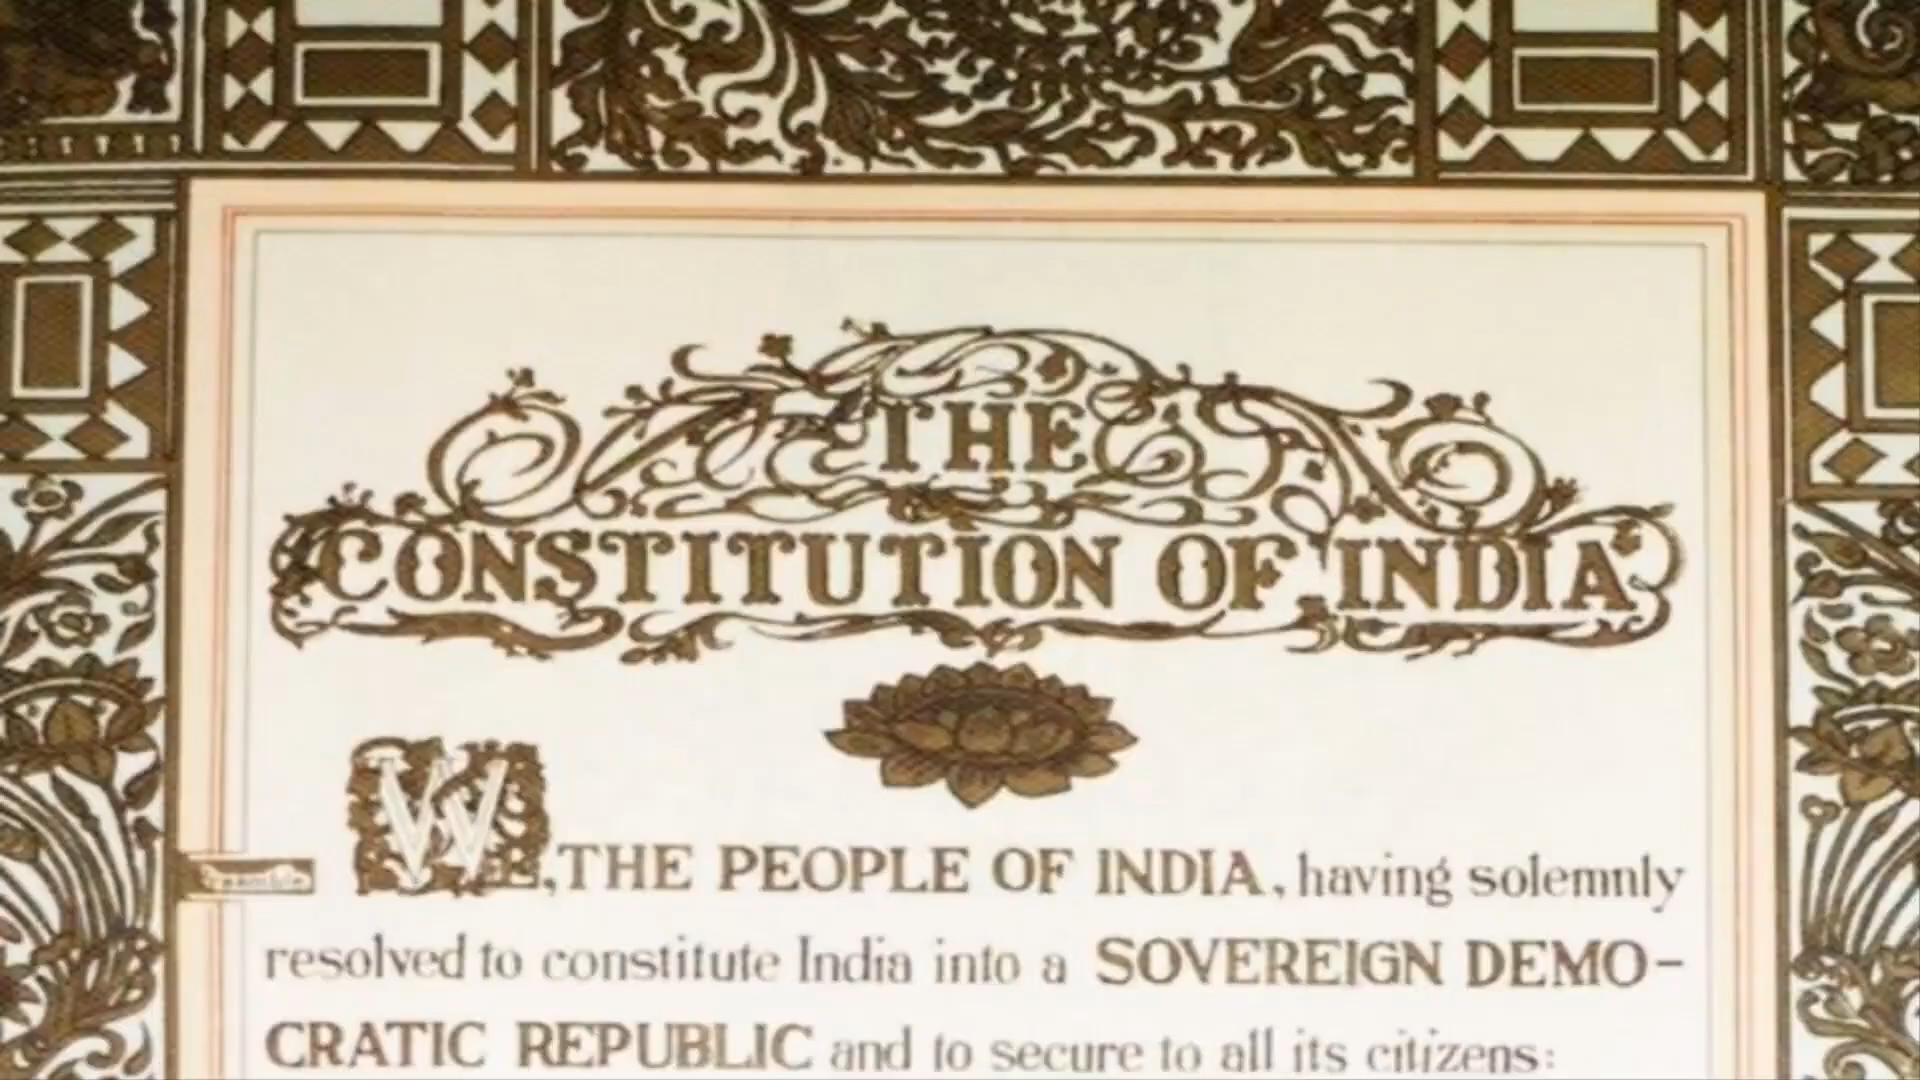 THE
CONSTITUTION OF INDIA
WE, THE PEOPLE OF INDIA, having solemnly
resolved to constitute India into a SOVEREIGN DEMO-
CRATIC REPUBLIC and to secure to all its citizens: